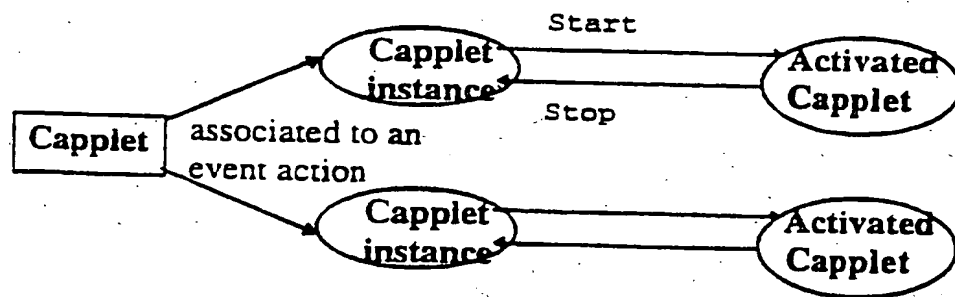 Start
Capplet
instance
Activated
Capplet
Stop
Capplet
associated to an
event action
Capplet
instance
Activated
Capplet